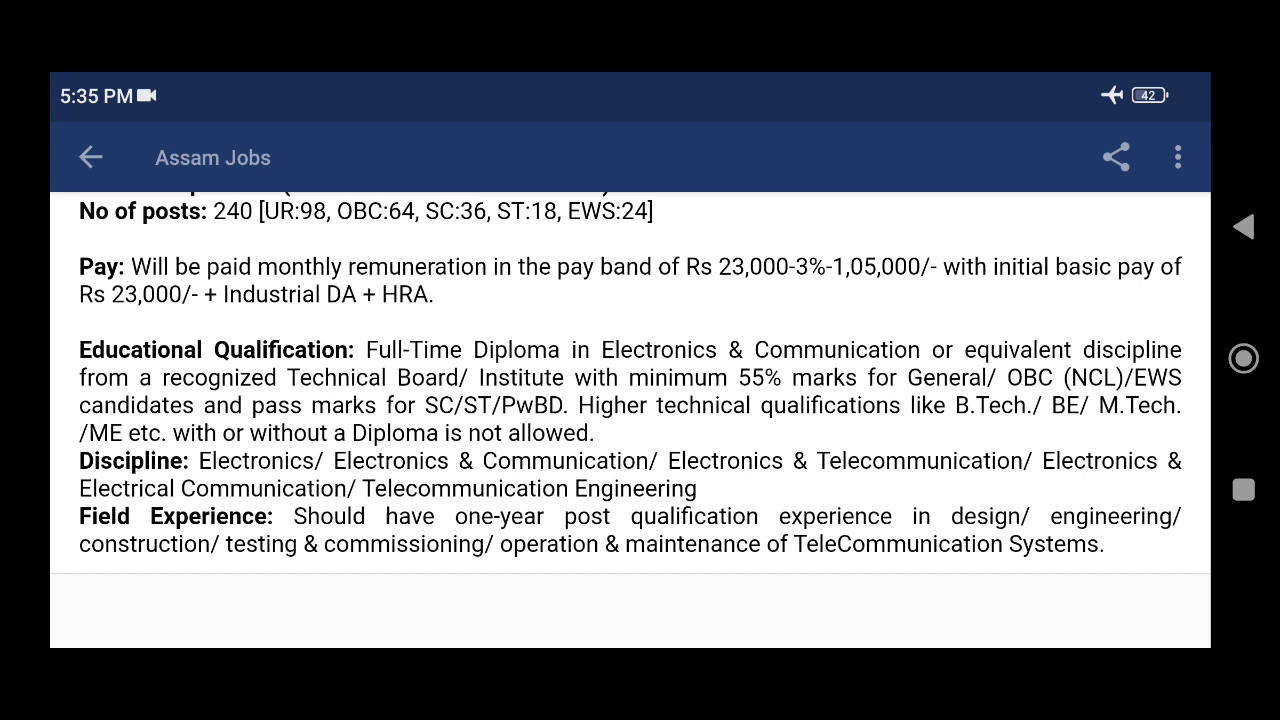 5:35 PM
42
Assam Jobs
No of posts: 240 [UR:98, OBC:64, SC:36, ST:18, EWS:24]
Pay: Will be paid monthly remuneration in the pay band of Rs 23,000-3%-1,05,000/- with initial basic pay of
Rs 23,000/- + Industrial DA + HRA.
Educational Qualification: Full-Time Diploma in Electronics & Communication or equivalent discipline
from a recognized Technical Board/ Institute with minimum 55% marks for General/ OBC (NCL)/EWS
candidates and pass marks for SC/ST/PwBD. Higher technical qualifications like B.Tech./ BE/ M.Tech.
/ME etc. with or without a Diploma is not allowed.
Discipline: Electronics/ Electronics & Communication/ Electronics & Telecommunication/ Electronics &
Electrical Communication/ Telecommunication Engineering
Field Experience: Should have one-year post qualification experience in design/ engineering/
construction/ testing & commissioning/ operation & maintenance of TeleCommunication Systems.